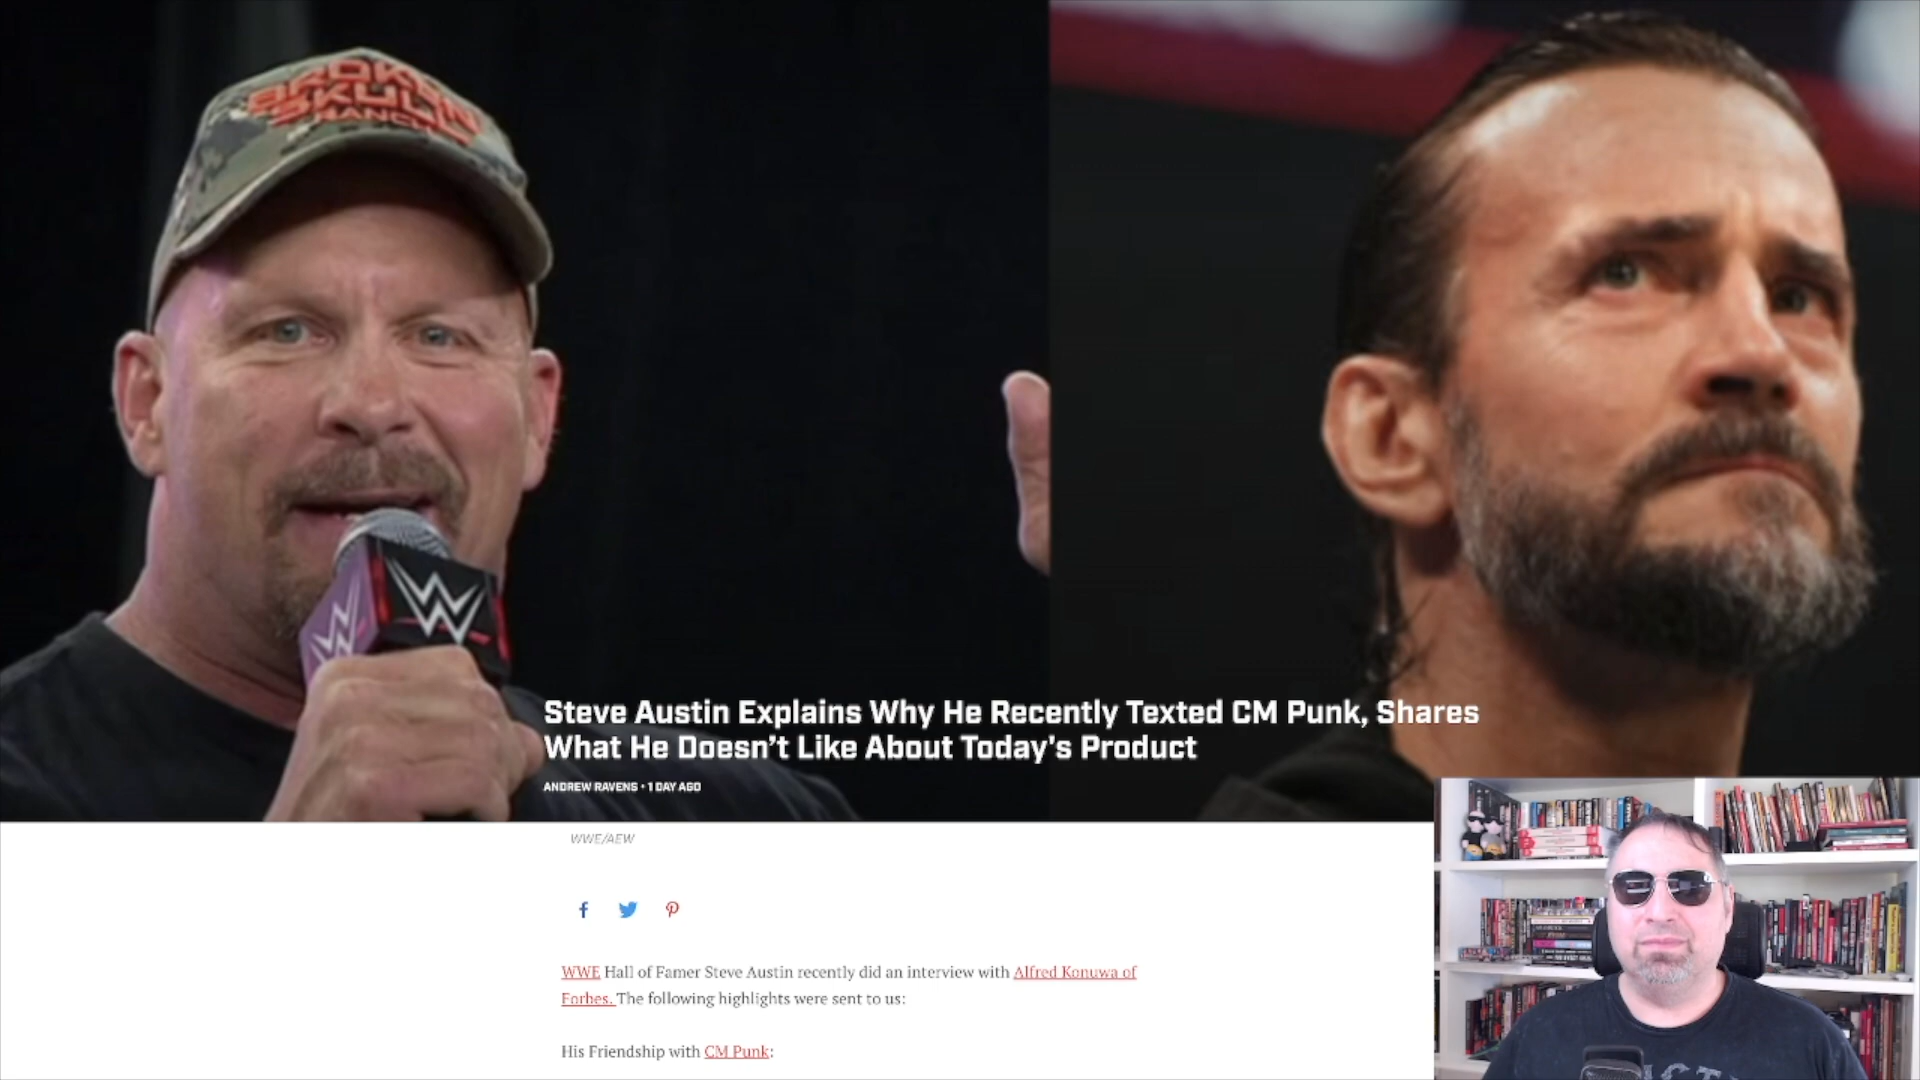 BROKEN
SKULL
RANCH
W
Steve Austin Explains Why He Recently Texted CM Punk, Shares
What He Doesn't Like About Today's Product
ANDREW RAVENS • 1 DAY AGO
WWE/AEW
WWE Hall of Famer Steve Austin recently did an interview with Alfred Konuwa of
Forbes. The following highlights were sent to us:
His Friendship with CM Punk: